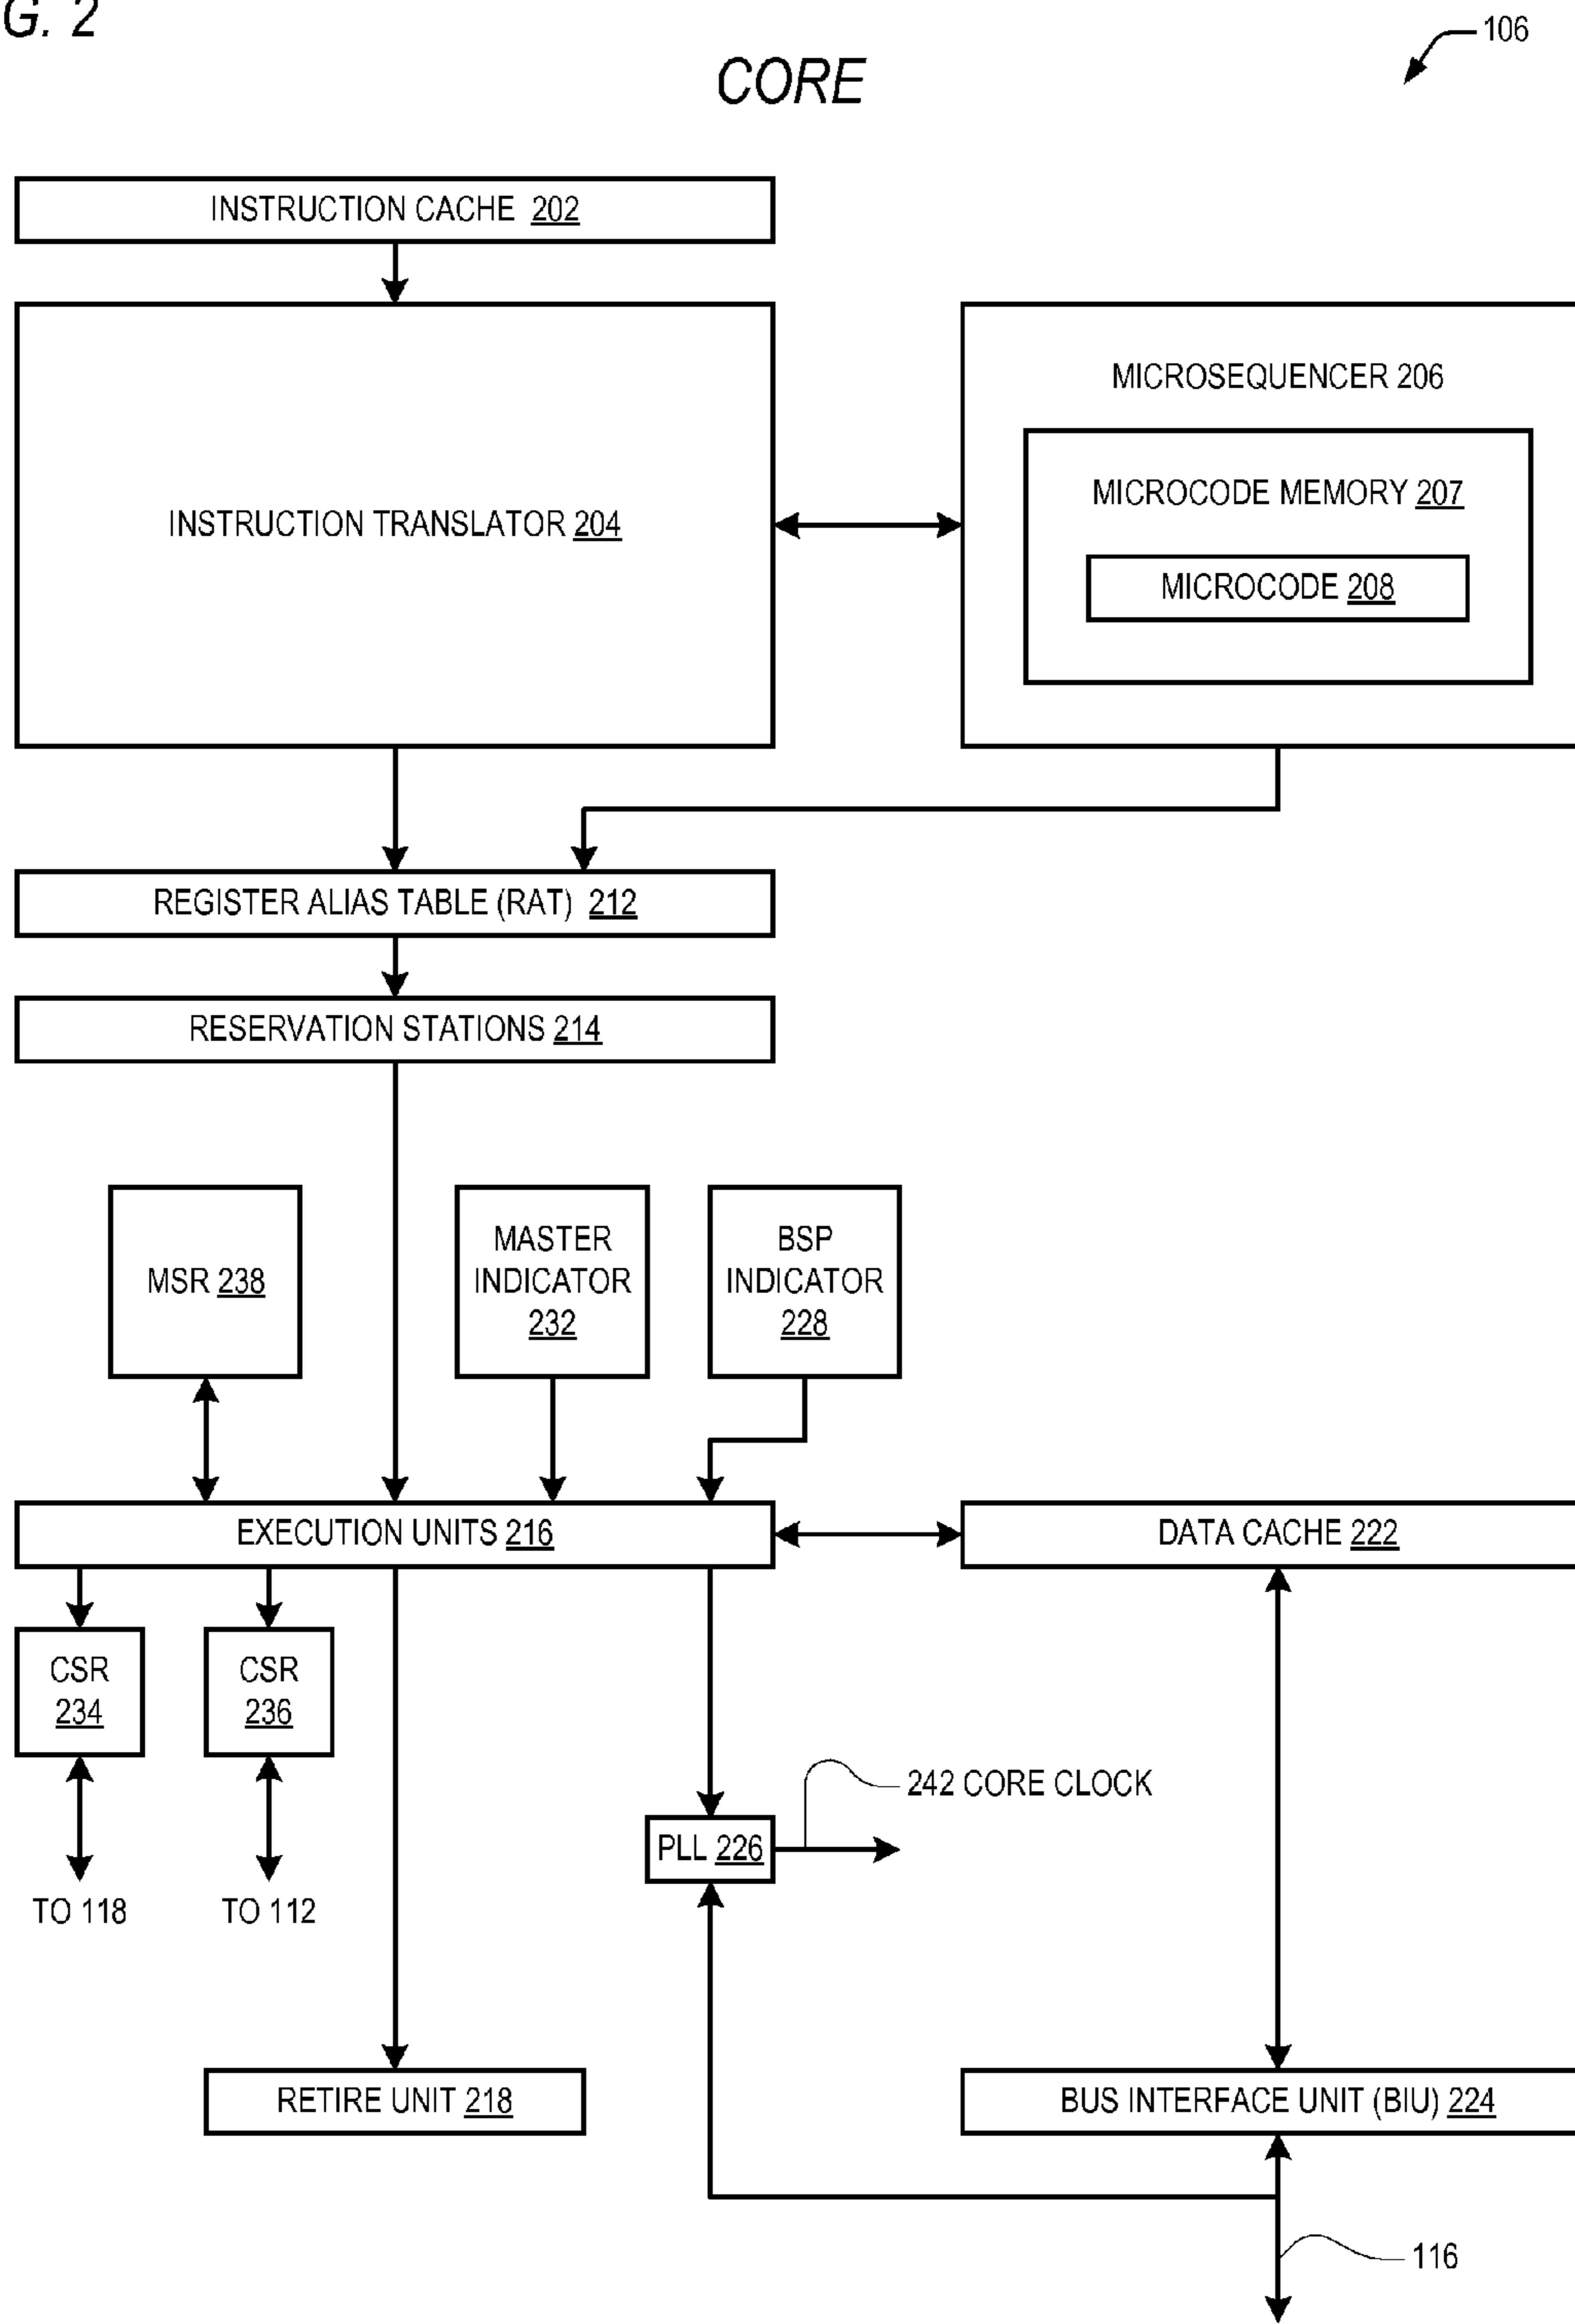 G. 2
106
CORE
INSTRUCTION CACHE 202
INSTRUCTION TRANSLATOR 204
MICROSEQUENCER 206
MICROCODE MEMORY 207
MICROCODE 208
REGISTER ALIAS TABLE (RAT) 212
RESERVATION STATIONS 214
MSR 238
MASTER
INDICATOR
232
BSP
INDICATOR
228
EXECUTION UNITS 216
DATA CACHE 222
CSR
234
CSR
236
242 CORE CLOCK
PLL 226
TO 118
TO 112
RETIRE UNIT 218
BUS INTERFACE UNIT (BIU) 224
116